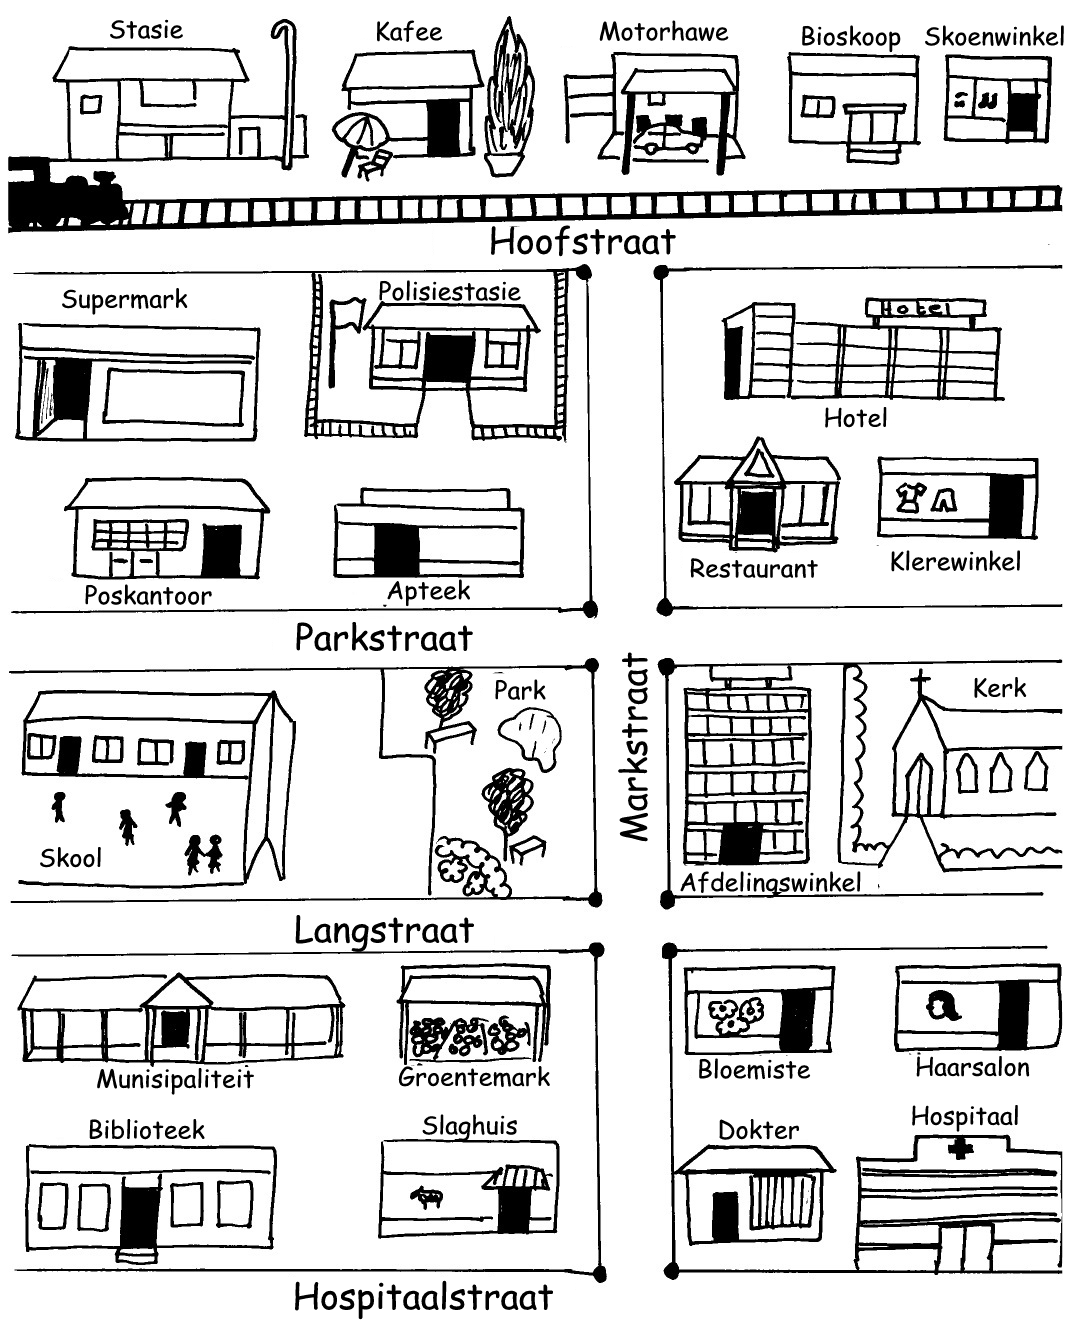 Stasie
Kafee
Motorhawe
Bioskoop
Skoenwinkel
Hoofstraat
Supermark
Polisiestasie
Hotel
Hotel
Poskantoor
Apteek
Restaurant
Klerewinkel
Parkstraat
Markstraat
Skool
Park
Afdelingswinkel
Kerk
Langstraat
Munisipaliteit
Groentemark
Bloemiste
Haarsalon
Biblioteek
Slaghuis
Dokter
Hospitaal
Hospitaalstraat